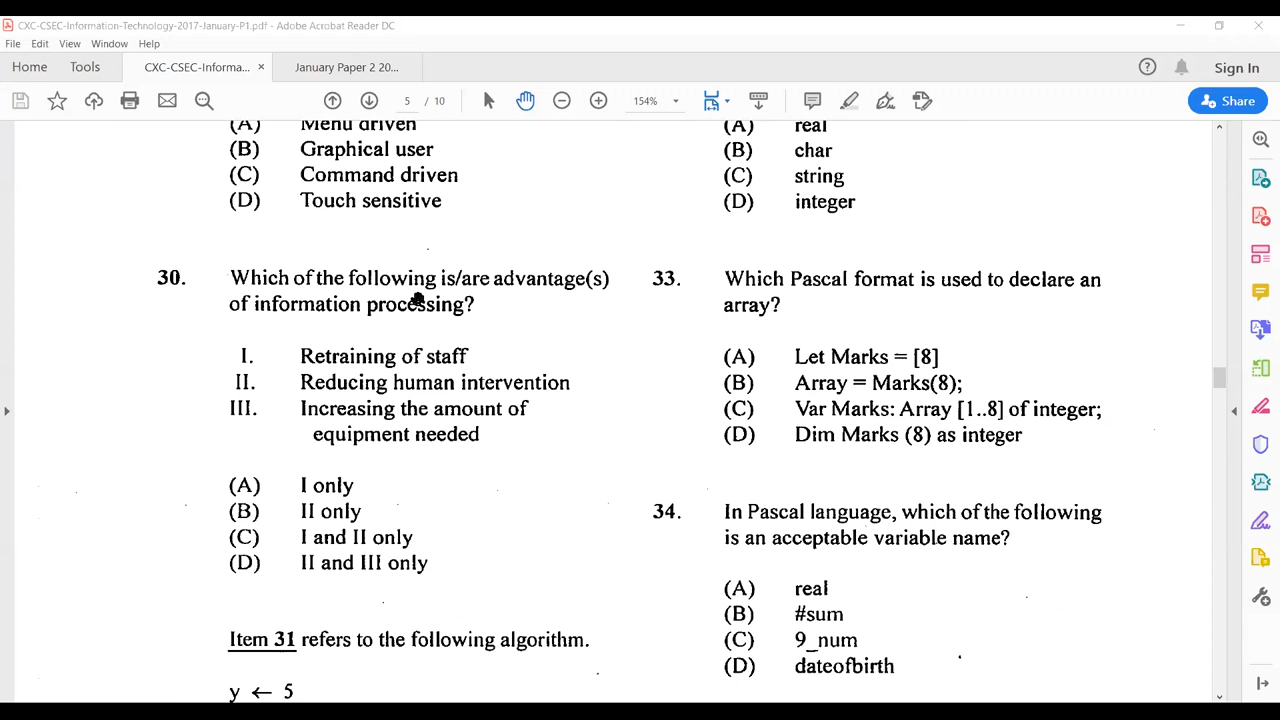 CXC-CSEC-Information-Technology-2017-January-P1.pdf - Adobe Acrobat Reader DC
File Edit View Window Help
Home Tools CXC-CSEC-Informa... × January Paper 2 20... Sign In
5 / 10 154% Share
(A) Menu driven
(B) Graphical user
(C) Command driven
(D) Touch sensitive
30. Which of the following is/are advantage(s)
of information processing?
I. Retraining of staff
II. Reducing human intervention
III. Increasing the amount of
equipment needed
(A) I only
(B) II only
(C) I and II only
(D) II and III only
Item 31 refers to the following algorithm.
y ← 5
(A) real
(B) char
(C) string
(D) integer
33. Which Pascal format is used to declare an
array?
(A) Let Marks = [8]
(B) Array = Marks(8);
(C) Var Marks: Array [1..8] of integer;
(D) Dim Marks (8) as integer
34. In Pascal language, which of the following
is an acceptable variable name?
(A) real
(B) #sum
(C) 9_num
(D) dateofbirth